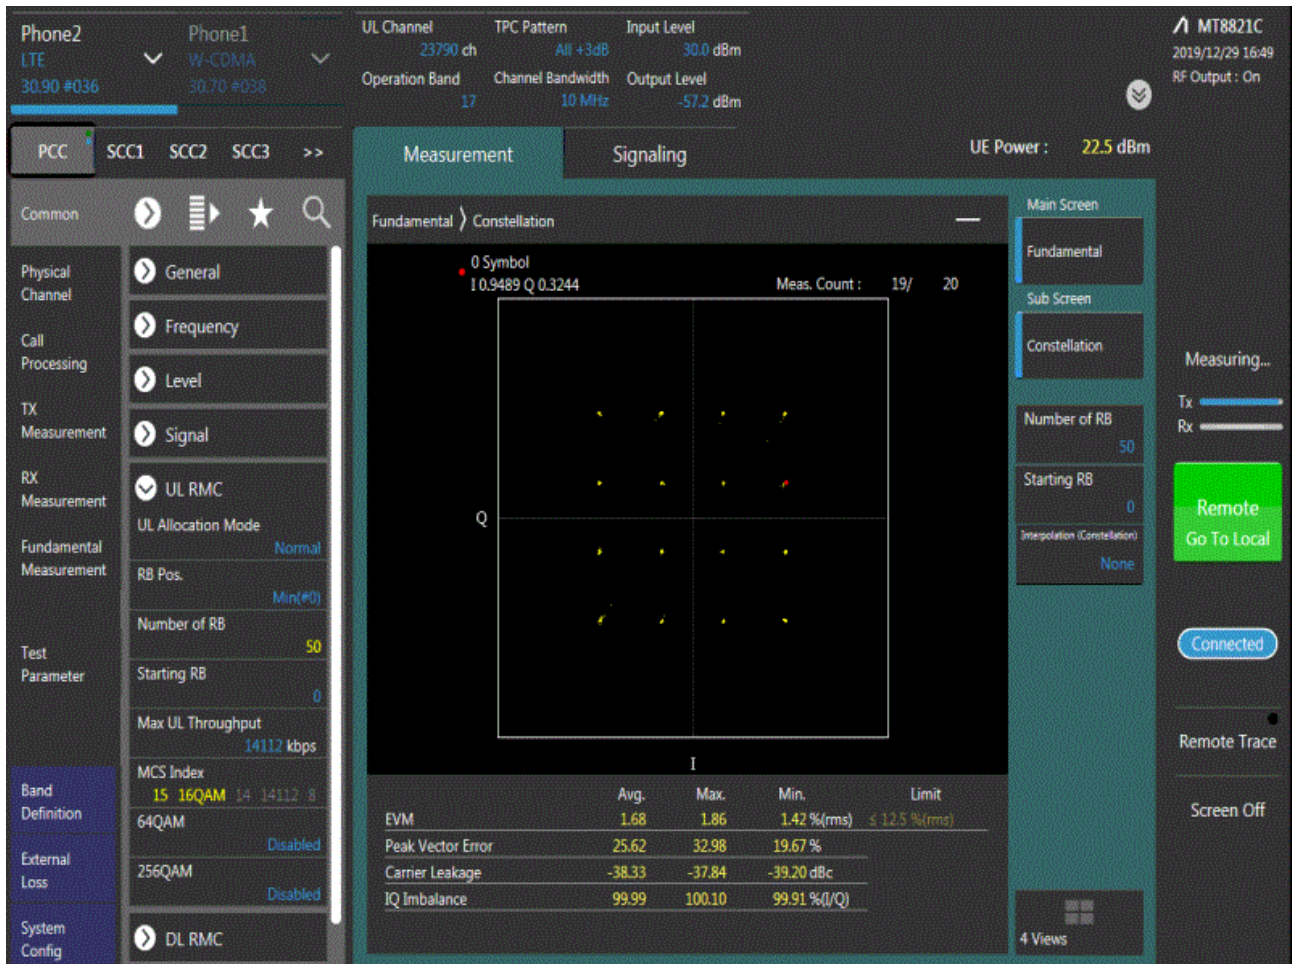 Phone2
LTE
30.90 #036
Phone1
W-CDMA
30.70 #038
UL Channel
23790 ch
TPC Pattern
All +3dB
Input Level
30.0 dBm
Operation Band
17
Channel Bandwidth
10 MHz
Output Level
-57.2 dBm
MT8821C
2019/12/29 16:49
RF Output : On
PCC SCC1 SCC2 SCC3 >>
Measurement
Signaling
UE Power : 22.5 dBm
Common
Physical
Channel
Call
Processing
TX
Measurement
RX
Measurement
Fundamental
Measurement
Test
Parameter
Band
Definition
External
Loss
System
Config
General
Frequency
Level
Signal
UL RMC
UL Allocation Mode
Normal
RB Pos.
Min(#0)
Number of RB
50
Starting RB
0
Max UL Throughput
14112 kbps
MCS Index
15 16QAM 14 14112 8
64QAM
Disabled
256QAM
Disabled
DL RMC
Fundamental 〉 Constellation
0 Symbol
I 0.9489 Q 0.3244
Meas. Count : 19/ 20
Q
I
Avg. Max. Min. Limit
EVM 1.68 1.86 1.42 %(rms) ≤ 12.5 %(rms)
Peak Vector Error 25.62 32.98 19.67 %
Carrier Leakage -38.33 -37.84 -39.20 dBc
IQ Imbalance 99.99 100.10 99.91 %(I/Q)
Main Screen
Fundamental
Sub Screen
Constellation
Number of RB
50
Starting RB
0
Interpolation (Constellation)
None
4 Views
Measuring...
Tx
Rx
Remote
Go To Local
Connected
Remote Trace
Screen Off